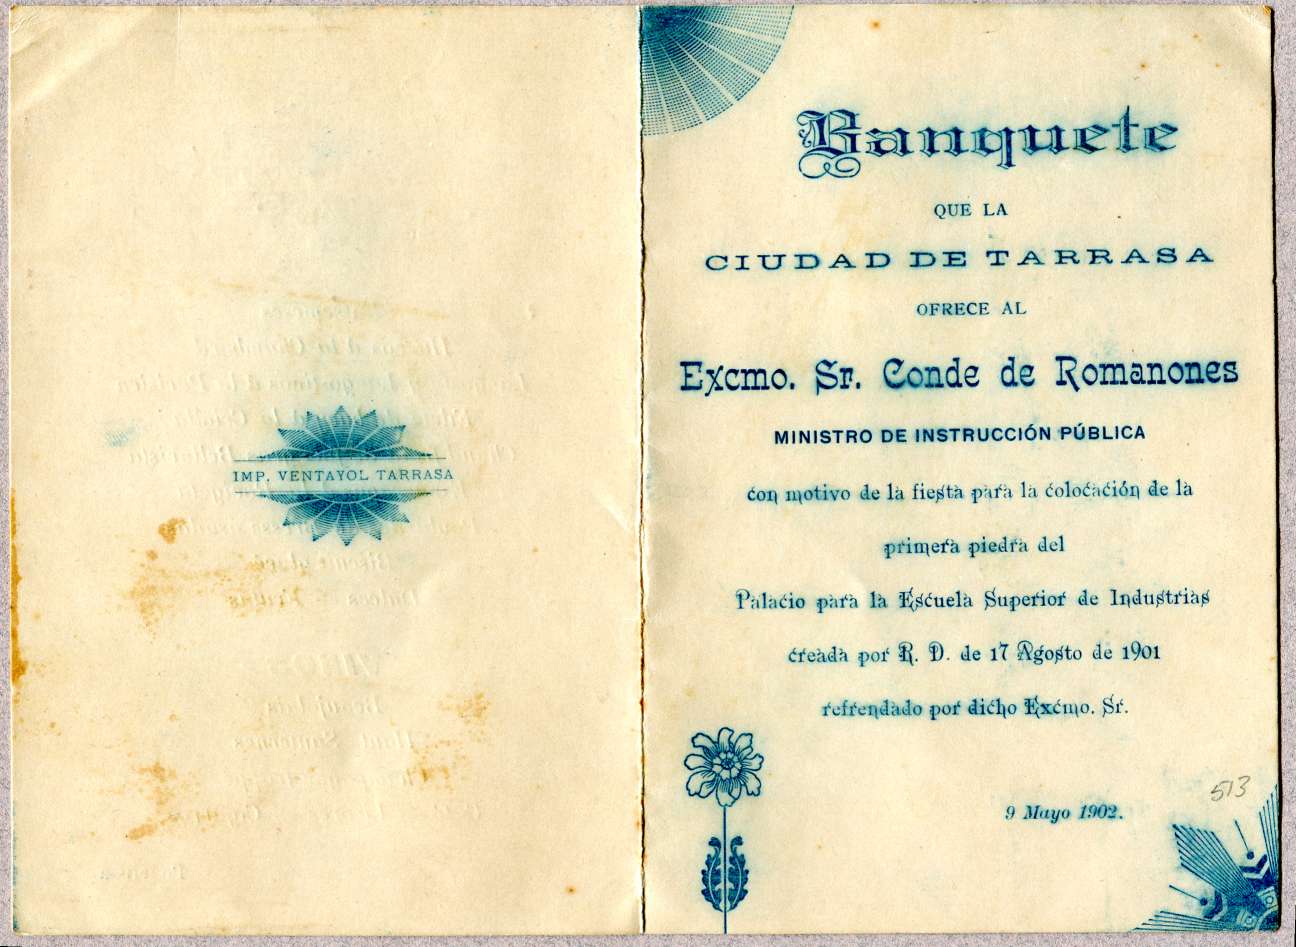 IMP. VENTAYOL TARRASA
Banquete
QUE LA
CIUDAD DE TARRASA
OFRECE AL
Excmo. Sr. Conde de Romanones
MINISTRO DE INSTRUCCIÓN PÚBLICA
con motivo de la fiesta para la colocación de la
primera piedra del
Palacio para la Escuela Superior de Industrias
creada por R. D. de 17 Agosto de 1901
refrendado por dicho Excmo. Sr.
9 Mayo 1902.
513